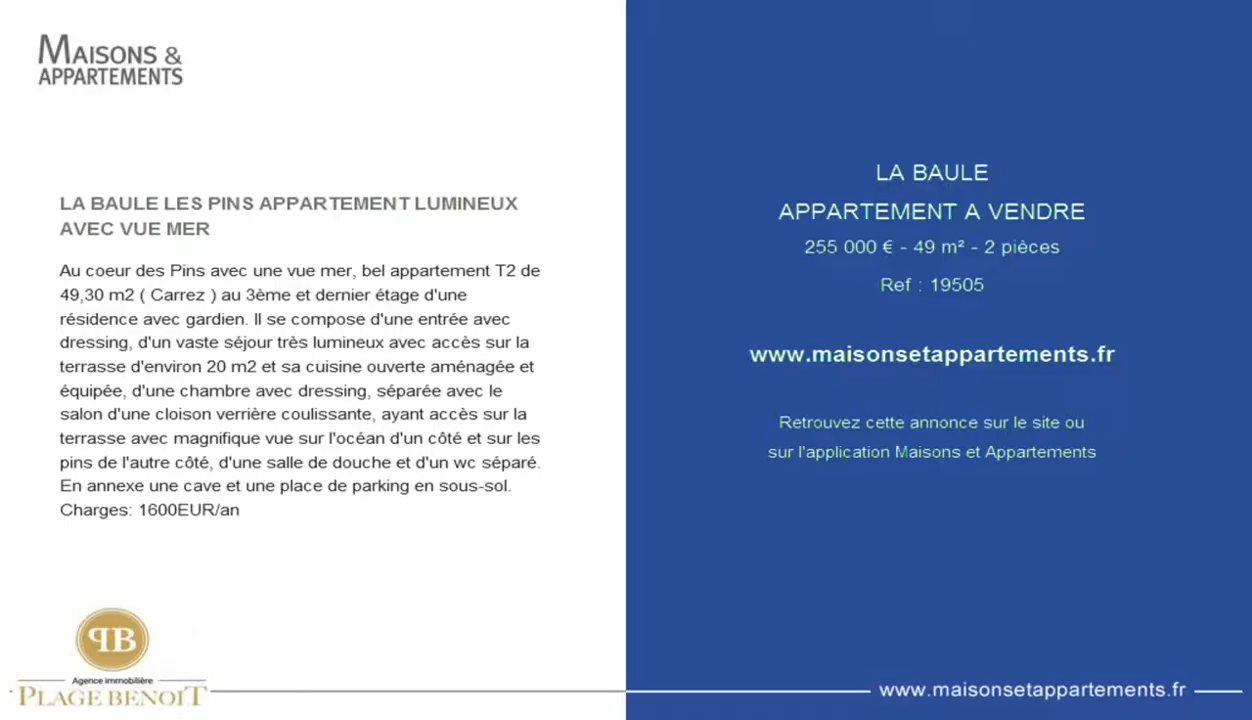 MAISONS &
APPARTEMENTS
LA BAULE LES PINS APPARTEMENT LUMINEUX
AVEC VUE MER
Au coeur des Pins avec une vue mer, bel appartement T2 de
49,30 m2 ( Carrez ) au 3ème et dernier étage d'une
résidence avec gardien. Il se compose d'une entrée avec
dressing, d'un vaste séjour très lumineux avec accès sur la
terrasse d'environ 20 m2 et sa cuisine ouverte aménagée et
équipée, d'une chambre avec dressing, séparée avec le
salon d'une cloison verrière coulissante, ayant accès sur la
terrasse avec magnifique vue sur l'océan d'un côté et sur les
pins de l'autre côté, d'une salle de douche et d'un wc séparé.
En annexe une cave et une place de parking en sous-sol.
Charges: 1600EUR/an
PB
Agence immobilière
PLAGE BENOIT
LA BAULE
APPARTEMENT A VENDRE
255 000 € - 49 m² - 2 pièces
Ref : 19505
www.maisonsetappartements.fr
Retrouvez cette annonce sur le site ou
sur l'application Maisons et Appartements
www.maisonsetappartements.fr